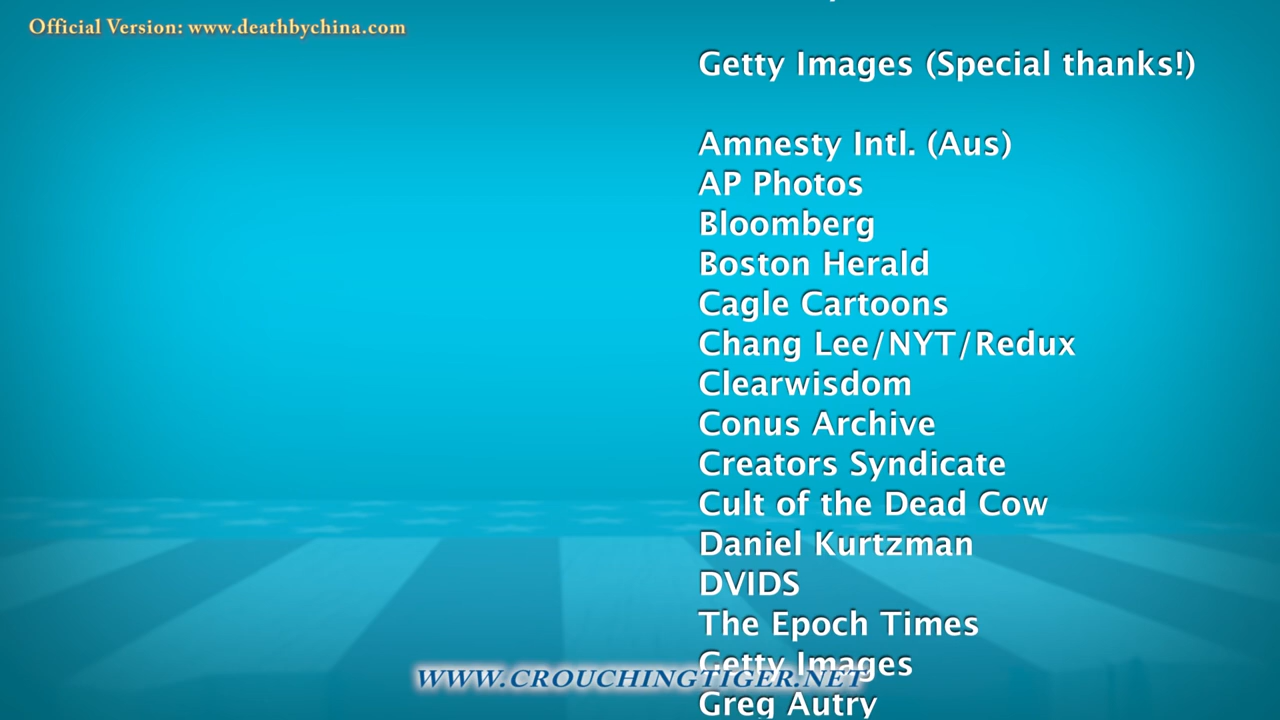 Official Version: www.deathbychina.com
Getty Images (Special thanks!)
Amnesty Intl. (Aus)
AP Photos
Bloomberg
Boston Herald
Cagle Cartoons
Chang Lee/NYT/Redux
Clearwisdom
Conus Archive
Creators Syndicate
Cult of the Dead Cow
Daniel Kurtzman
DVIDS
The Epoch Times
Getty Images
WWW.CROUCHINGTIGER.NET
Greg Autry